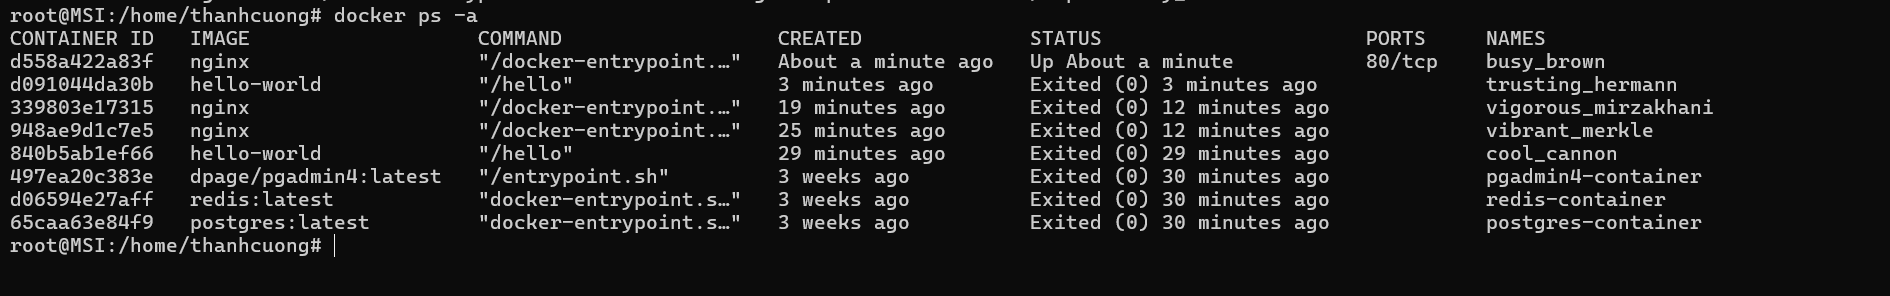 root@MSI:/home/thanhcuong# docker ps -a
CONTAINER ID   IMAGE                   COMMAND                  CREATED              STATUS                      PORTS     NAMES
d558a422a83f   nginx                   "/docker-entrypoint.…"   About a minute ago   Up About a minute           80/tcp    busy_brown
d091044da30b   hello-world             "/hello"                 3 minutes ago        Exited (0) 3 minutes ago              trusting_hermann
339803e17315   nginx                   "/docker-entrypoint.…"   19 minutes ago       Exited (0) 12 minutes ago             vigorous_mirzakhani
948ae9d1c7e5   nginx                   "/docker-entrypoint.…"   25 minutes ago       Exited (0) 12 minutes ago             vibrant_merkle
840b5ab1ef66   hello-world             "/hello"                 29 minutes ago       Exited (0) 29 minutes ago             cool_cannon
497ea20c383e   dpage/pgadmin4:latest   "/entrypoint.sh"         3 weeks ago          Exited (0) 30 minutes ago             pgadmin4-container
d06594e27aff   redis:latest            "docker-entrypoint.s…"   3 weeks ago          Exited (0) 30 minutes ago             redis-container
65caa63e84f9   postgres:latest         "docker-entrypoint.s…"   3 weeks ago          Exited (0) 30 minutes ago             postgres-container
root@MSI:/home/thanhcuong#